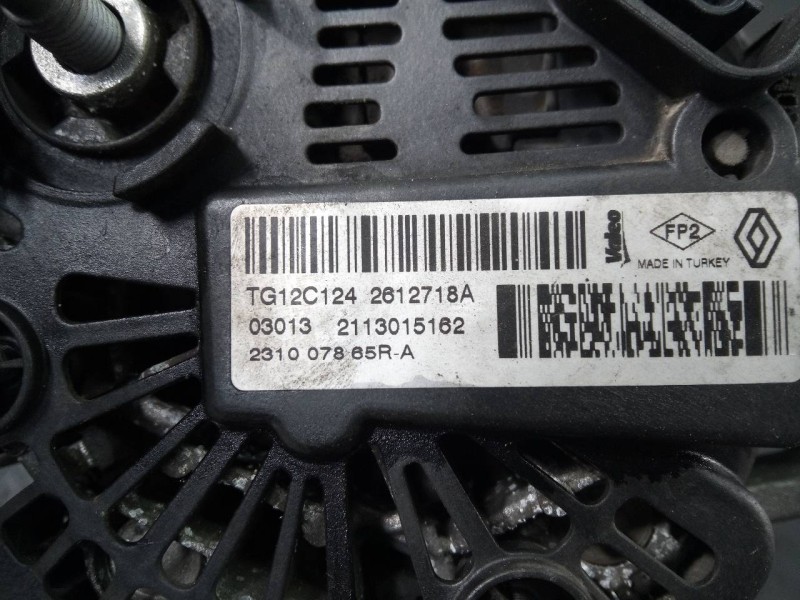 Valeo
FP2
MADE IN TURKEY
TG12C124 2612718A
03013 2113015162
2310 078 65R-A